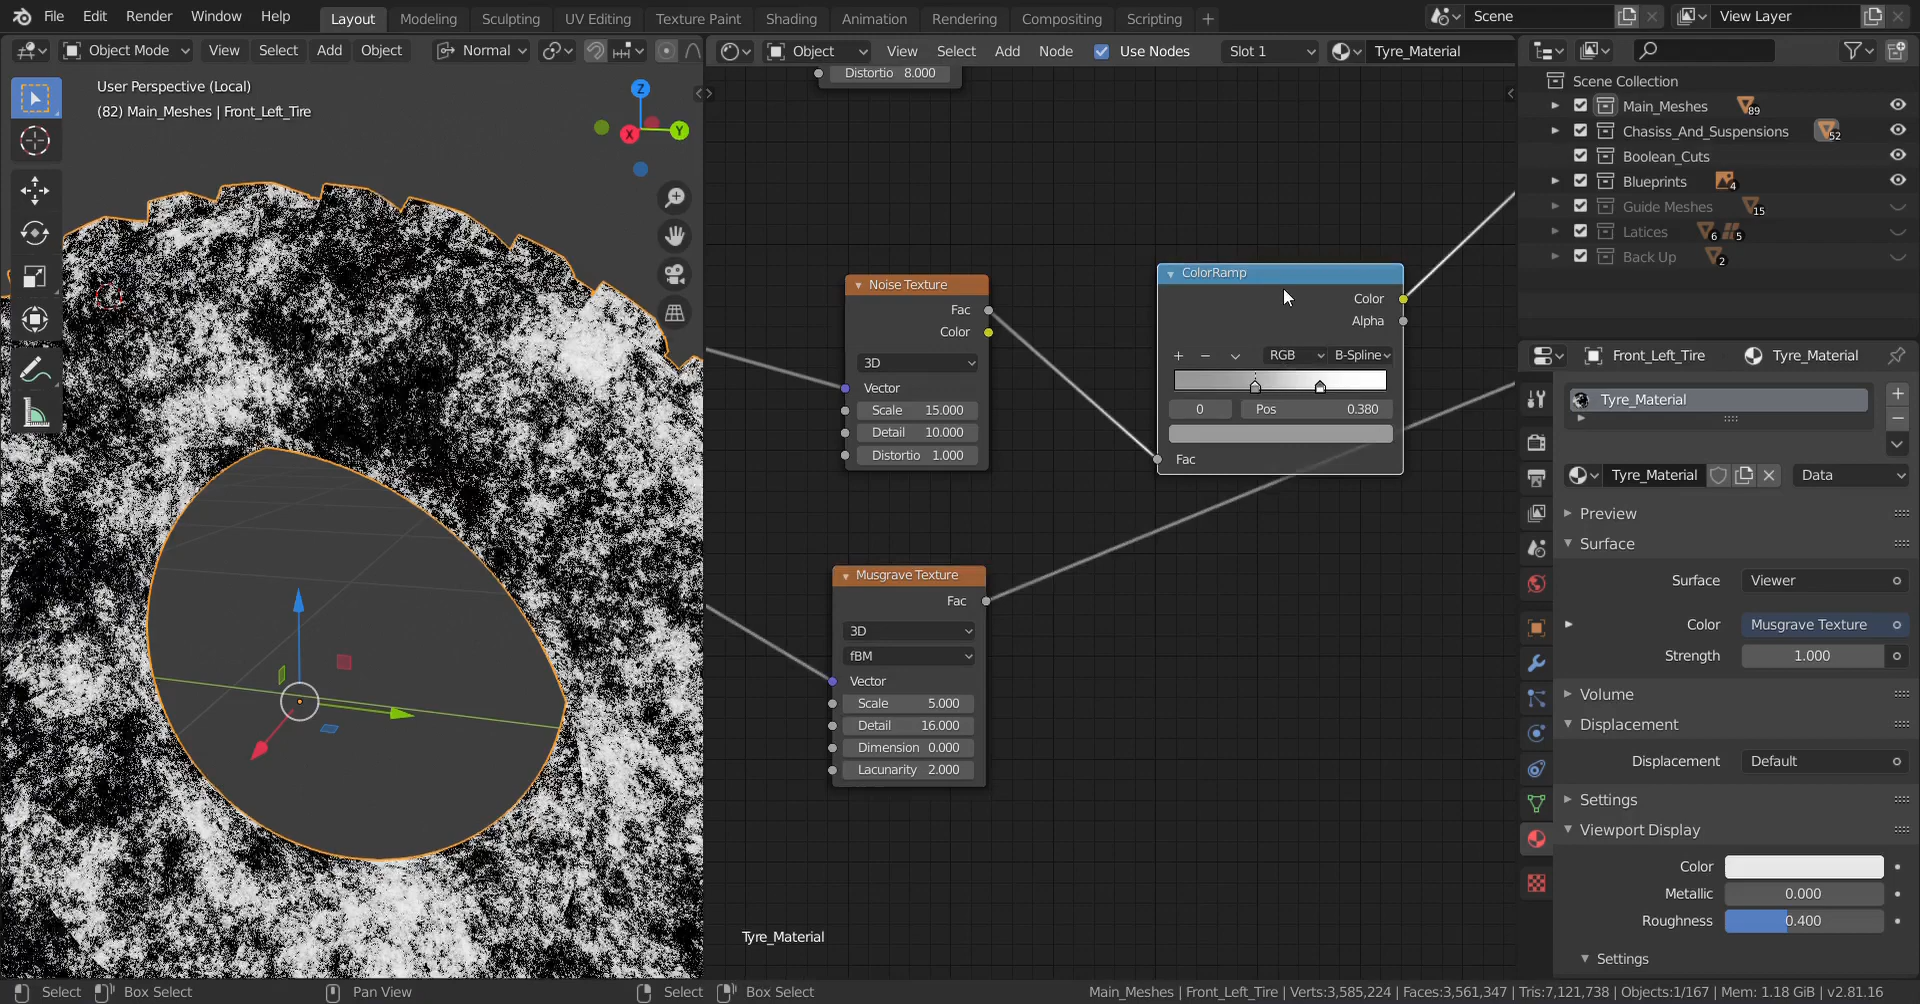 File Edit Render Window Help Layout Modeling Sculpting UV Editing Texture Paint Shading Animation Rendering Compositing Scripting + Scene View Layer
Object Mode View Select Add Object Normal Object View Select Add Node Use Nodes Slot 1 Tyre_Material
User Perspective (Local)
(82) Main_Meshes | Front_Left_Tire
Z
Y
X
Distortio 8.000
Noise Texture
Fac
Color
3D
Vector
Scale 15.000
Detail 10.000
Distortio 1.000
ColorRamp
Color
Alpha
+ − RGB B-Spline
0 Pos 0.380
Fac
Musgrave Texture
Fac
3D
fBM
Vector
Scale 5.000
Detail 16.000
Dimension 0.000
Lacunarity 2.000
Tyre_Material
Scene Collection
Main_Meshes 89
Chasiss_And_Suspensions 52
Boolean_Cuts
Blueprints 4
Guide Meshes 15
Latices 6 5
Back Up 2
Front_Left_Tire Tyre_Material
Tyre_Material
Tyre_Material Data
Preview
Surface
Surface Viewer
Color Musgrave Texture
Strength 1.000
Volume
Displacement
Displacement Default
Settings
Viewport Display
Color
Metallic 0.000
Roughness 0.400
Settings
Select Box Select Pan View Select Box Select Main_Meshes | Front_Left_Tire | Verts:3,585,224 | Faces:3,561,347 | Tris:7,121,738 | Objects:1/167 | Mem: 1.18 GiB | v2.81.16